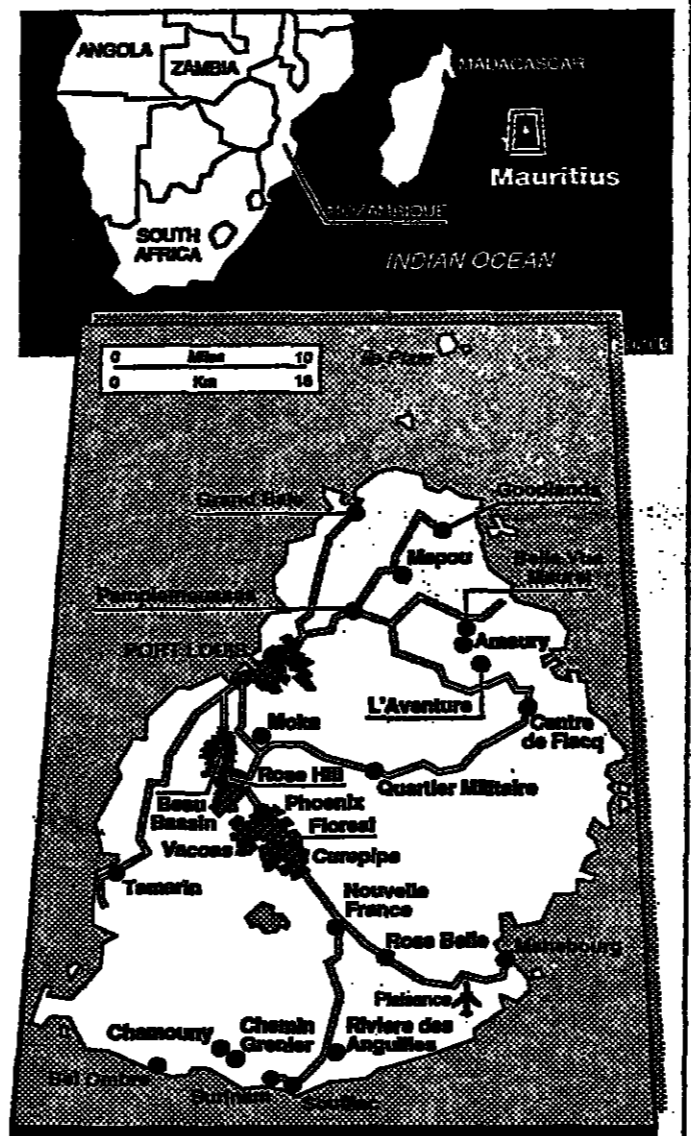 ANGOLA
ZAMBIA
MADAGASCAR
Mauritius
MOZAMBIQUE
SOUTH
AFRICA
INDIAN OCEAN
0 Miles 10
0 Km 16
Grand Baie
Goodlands
Mapou
Pamplemousses
Amaury
PORT LOUIS
L'Aventure
Moka
Centre
de Flacq
Rose Hill
Quartier Militaire
Beau
Bassin
Phoenix
Floreal
Vacoas
Curepipe
Tamarin
Nouvelle
France
Rose Belle
Mahebourg
Plaisance
Chamouny
Chemin
Grenier
Riviere des
Anguilles
Bel Ombre
Surinam
Souillac